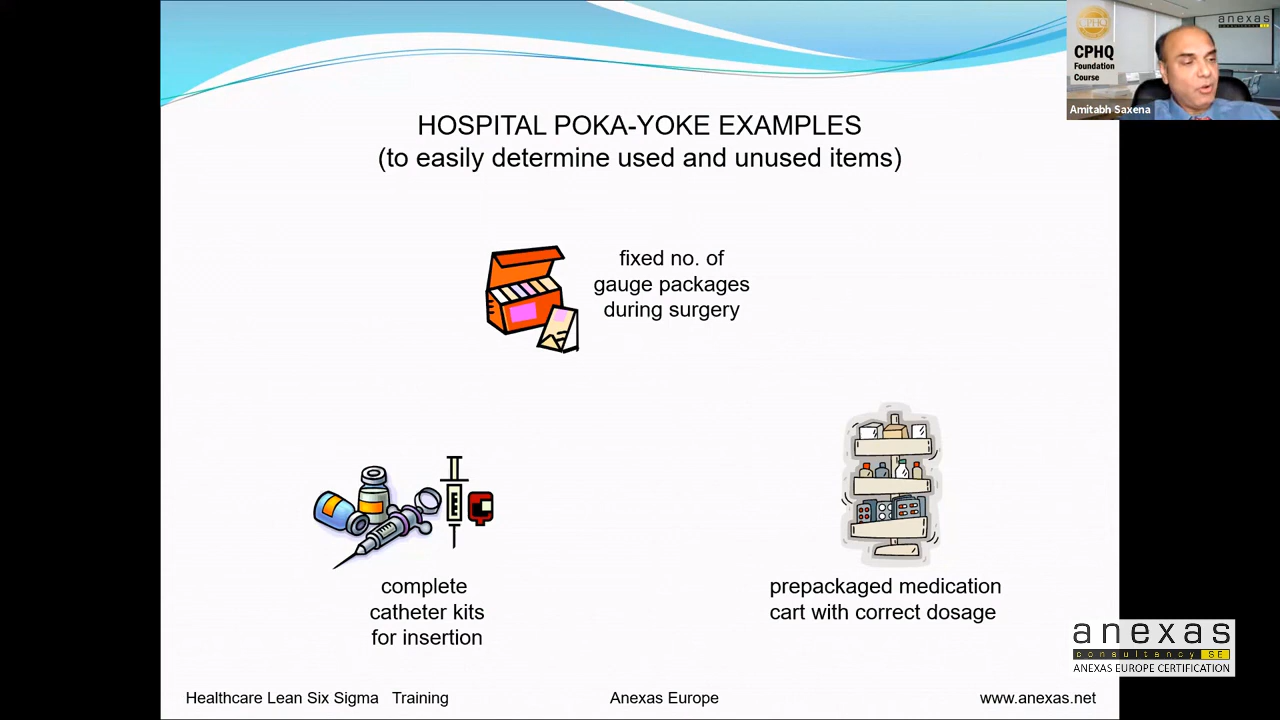 HOSPITAL POKA-YOKE EXAMPLES
(to easily determine used and unused items)
fixed no. of
gauge packages
during surgery
complete
catheter kits
for insertion
prepackaged medication
cart with correct dosage
Healthcare Lean Six Sigma Training
Anexas Europe
www.anexas.net
CPHQ
CPHQ
Foundation
Course
Amitabh Saxena
anexas
anexas
consultancy SE
ANEXAS EUROPE CERTIFICATION